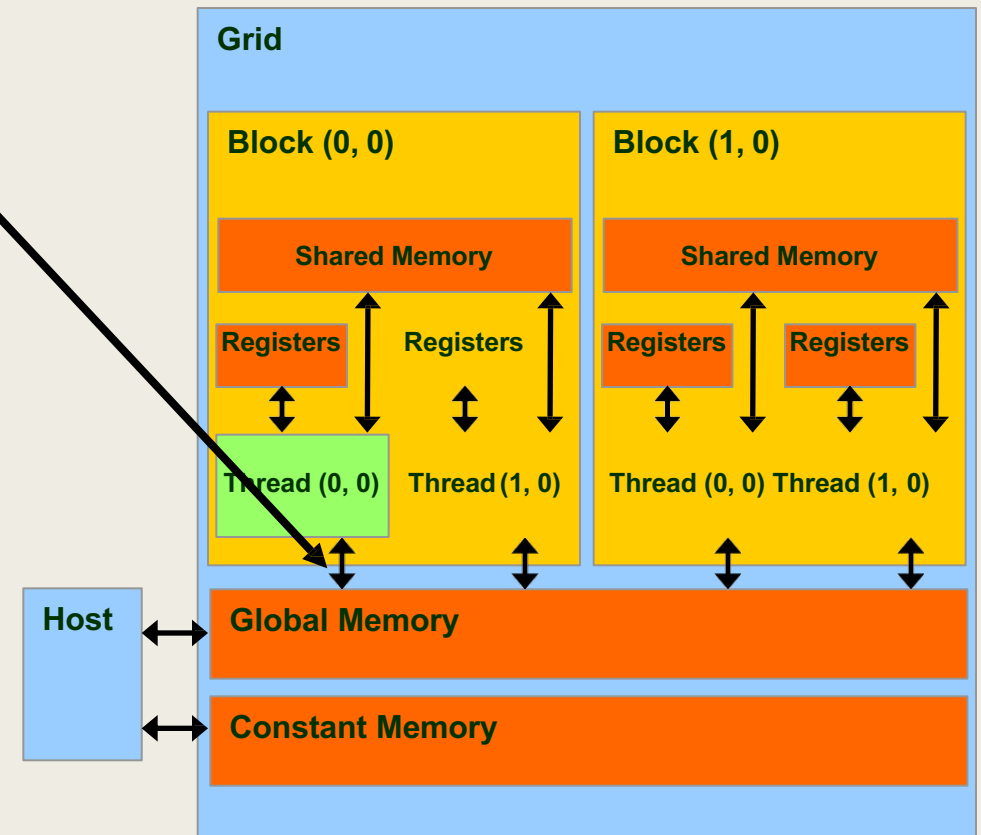 Grid
Block (0, 0)
Block (1, 0)
Shared Memory
Shared Memory
Registers
Registers
Registers
Registers
Thread (0, 0)
Thread (1, 0)
Thread (0, 0) Thread (1, 0)
Host
Global Memory
Constant Memory